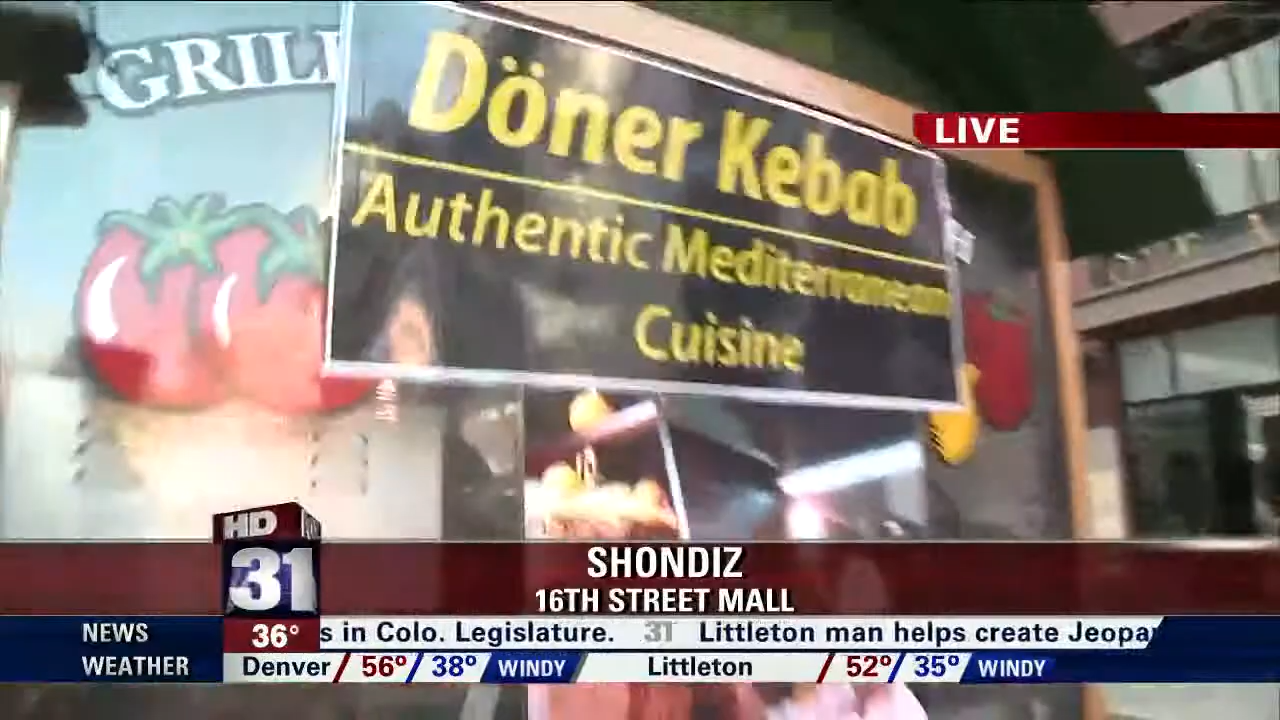 GRILL
Döner Kebab
Authentic Mediterranean
Cuisine
LIVE
HD
31
SHONDIZ
16TH STREET MALL
NEWS
WEATHER
36°
s in Colo. Legislature. 31 Littleton man helps create Jeopa
Denver / 56° / 38° / WINDY Littleton / 52° / 35° / WINDY